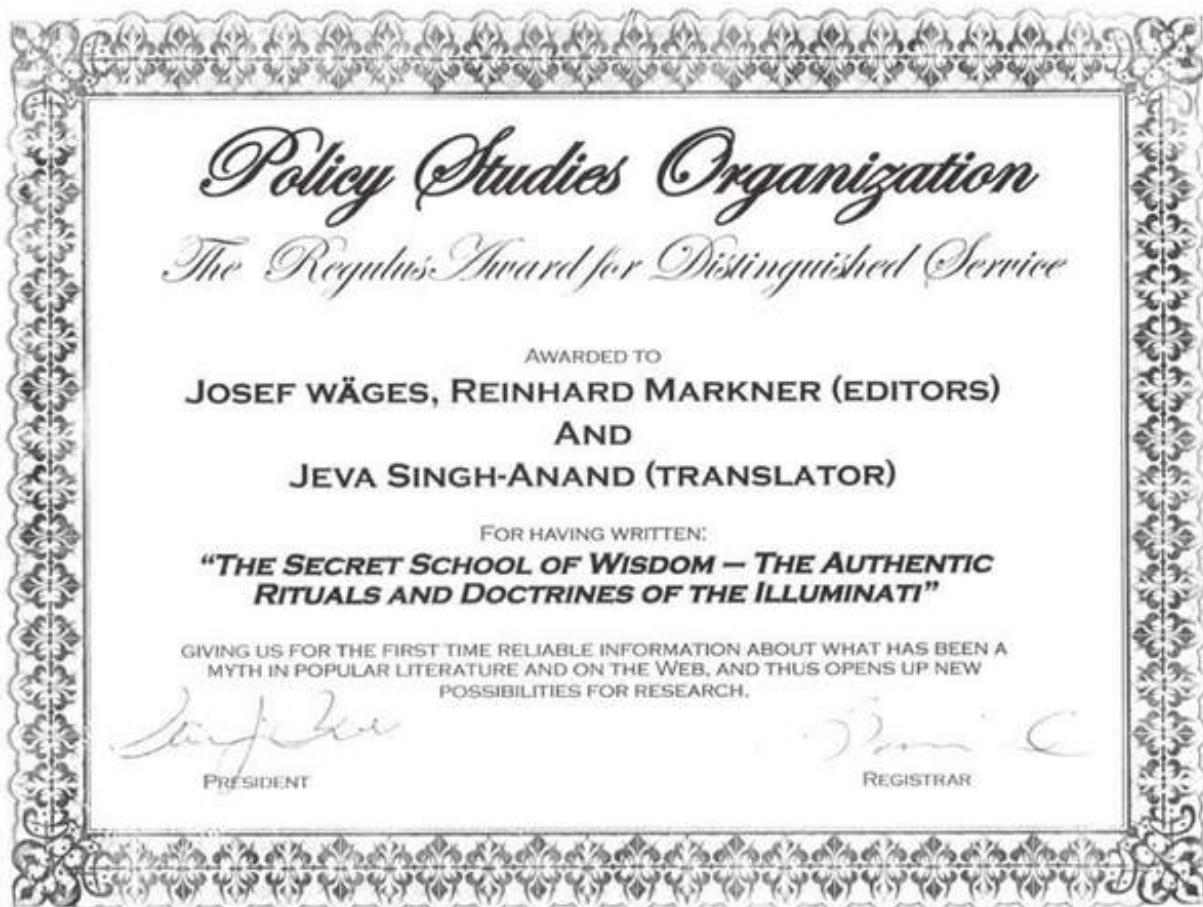 Policy Studies Organization
The Regulus Award for Distinguished Service
AWARDED TO
JOSEF WÄGES, REINHARD MARKNER (EDITORS)
AND
JEVA SINGH-ANAND (TRANSLATOR)
FOR HAVING WRITTEN:
“THE SECRET SCHOOL OF WISDOM – THE AUTHENTIC
RITUALS AND DOCTRINES OF THE ILLUMINATI”
GIVING US FOR THE FIRST TIME RELIABLE INFORMATION ABOUT WHAT HAS BEEN A
MYTH IN POPULAR LITERATURE AND ON THE WEB, AND THUS OPENS UP NEW
POSSIBILITIES FOR RESEARCH.
PRESIDENT
REGISTRAR